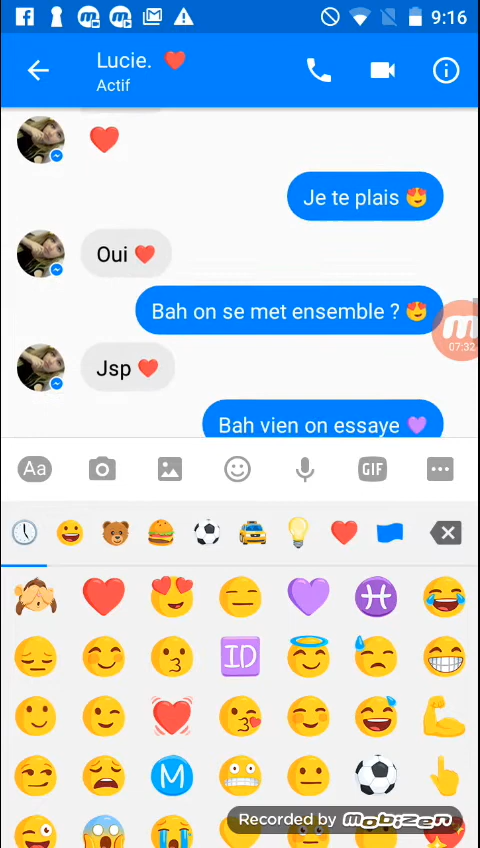 9:16
Lucie. ❤️
Actif
❤️
Je te plais 😍
Oui ❤️
Bah on se met ensemble ? 😍
07:32
Jsp ❤️
Bah vien on essaye 💜
Aa
GIF
ID
M
Recorded by Mobizen